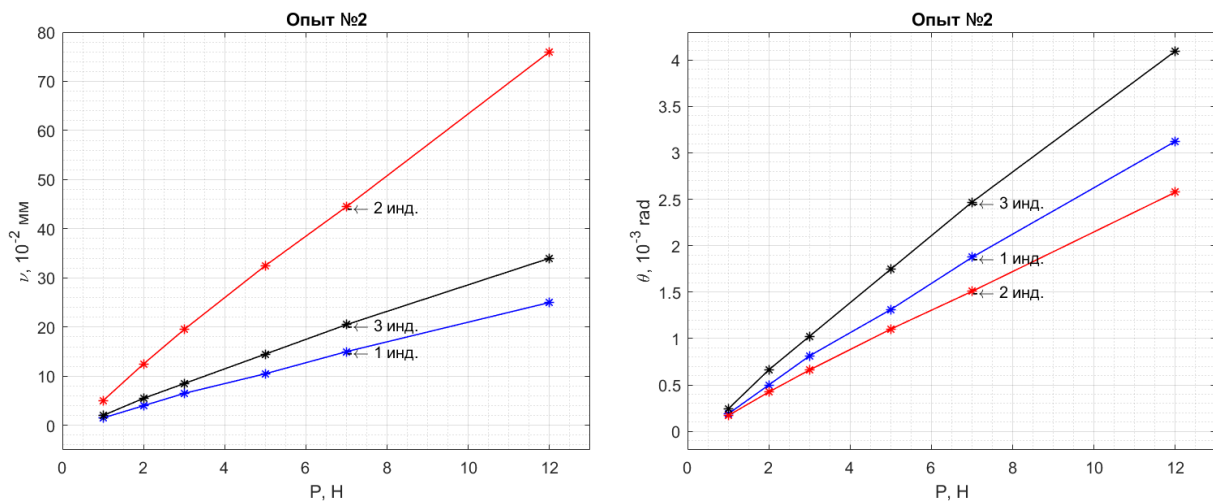 Опыт №2
80
70
60
50
40
30
20
10
0
ν, 10⁻² мм
← 2 инд.
← 3 инд.
← 1 инд.
0 2 4 6 8 10 12
P, H
Опыт №2
4
3.5
3
2.5
2
1.5
1
0.5
0
θ, 10⁻³ rad
← 3 инд.
← 1 инд.
← 2 инд.
0 2 4 6 8 10 12
P, H